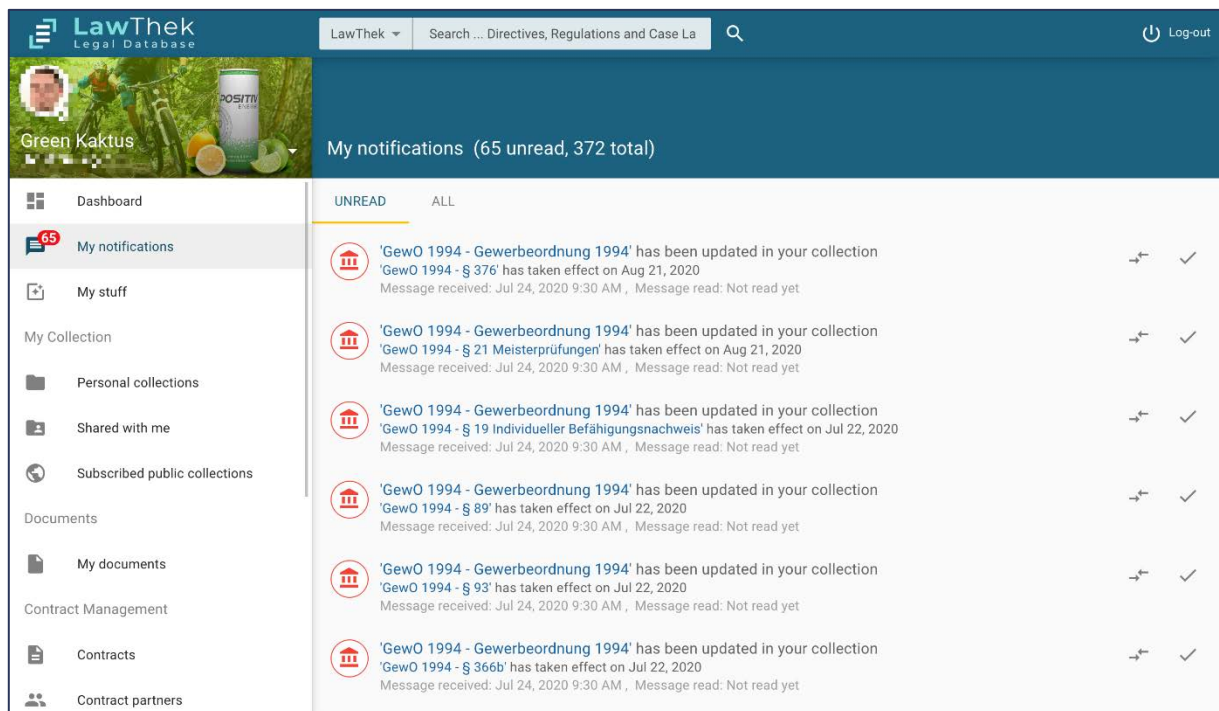 LawThek
Legal Database
LawThek
Search ... Directives, Regulations and Case La
Log-out
POSITIV
Green Kaktus
My notifications (65 unread, 372 total)
Dashboard
65
My notifications
My stuff
My Collection
Personal collections
Shared with me
Subscribed public collections
Documents
My documents
Contract Management
Contracts
Contract partners
UNREAD ALL
'GewO 1994 - Gewerbeordnung 1994' has been updated in your collection
'GewO 1994 - § 376' has taken effect on Aug 21, 2020
Message received: Jul 24, 2020 9:30 AM , Message read: Not read yet
'GewO 1994 - Gewerbeordnung 1994' has been updated in your collection
'GewO 1994 - § 21 Meisterprüfungen' has taken effect on Aug 21, 2020
Message received: Jul 24, 2020 9:30 AM , Message read: Not read yet
'GewO 1994 - Gewerbeordnung 1994' has been updated in your collection
'GewO 1994 - § 19 Individueller Befähigungsnachweis' has taken effect on Jul 22, 2020
Message received: Jul 24, 2020 9:30 AM , Message read: Not read yet
'GewO 1994 - Gewerbeordnung 1994' has been updated in your collection
'GewO 1994 - § 89' has taken effect on Jul 22, 2020
Message received: Jul 24, 2020 9:30 AM , Message read: Not read yet
'GewO 1994 - Gewerbeordnung 1994' has been updated in your collection
'GewO 1994 - § 93' has taken effect on Jul 22, 2020
Message received: Jul 24, 2020 9:30 AM , Message read: Not read yet
'GewO 1994 - Gewerbeordnung 1994' has been updated in your collection
'GewO 1994 - § 366b' has taken effect on Jul 22, 2020
Message received: Jul 24, 2020 9:30 AM , Message read: Not read yet